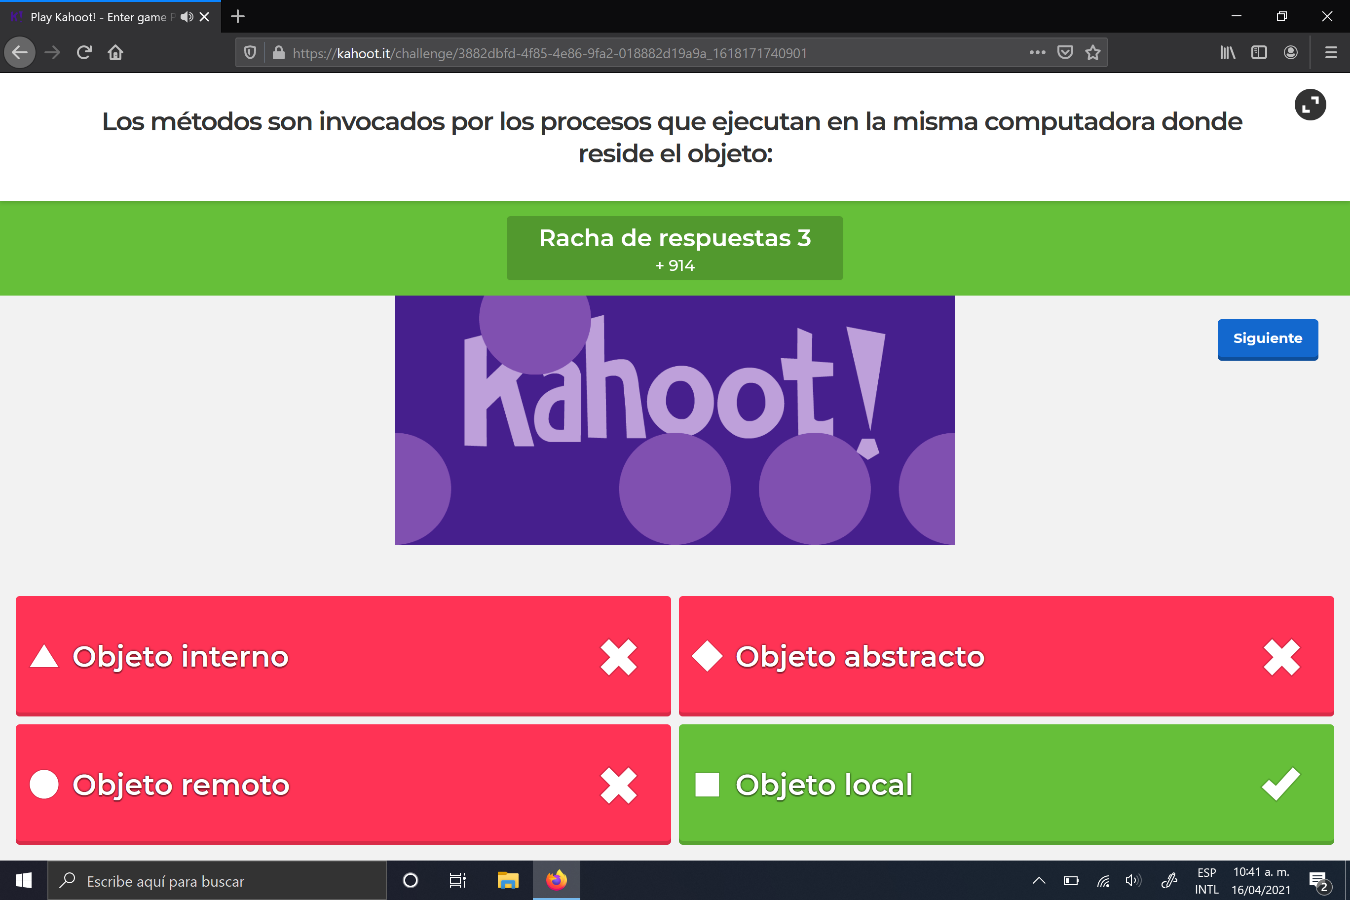 Play Kahoot! - Enter game P
https://kahoot.it/challenge/3882dbfd-4f85-4e86-9fa2-018882d19a9a_1618171740901
Los métodos son invocados por los procesos que ejecutan en la misma computadora donde
reside el objeto:
Racha de respuestas 3
+ 914
Kahoot!
Siguiente
Objeto interno
Objeto abstracto
Objeto remoto
Objeto local
Escribe aquí para buscar
ESP
INTL
10:41 a. m.
16/04/2021
2